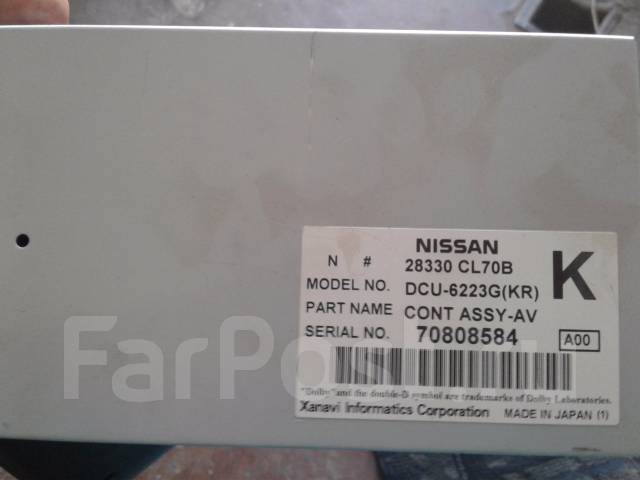 NISSAN
N # 28330 CL70B
K
MODEL NO. DCU-6223G(KR)
PART NAME CONT ASSY-AV
SERIAL NO. 70808584 A00
"Dolby"and the double-D symbol are trademarks of Dolby Laboratories.
Xanavi Informatics Corporation MADE IN JAPAN (1)
FarPos